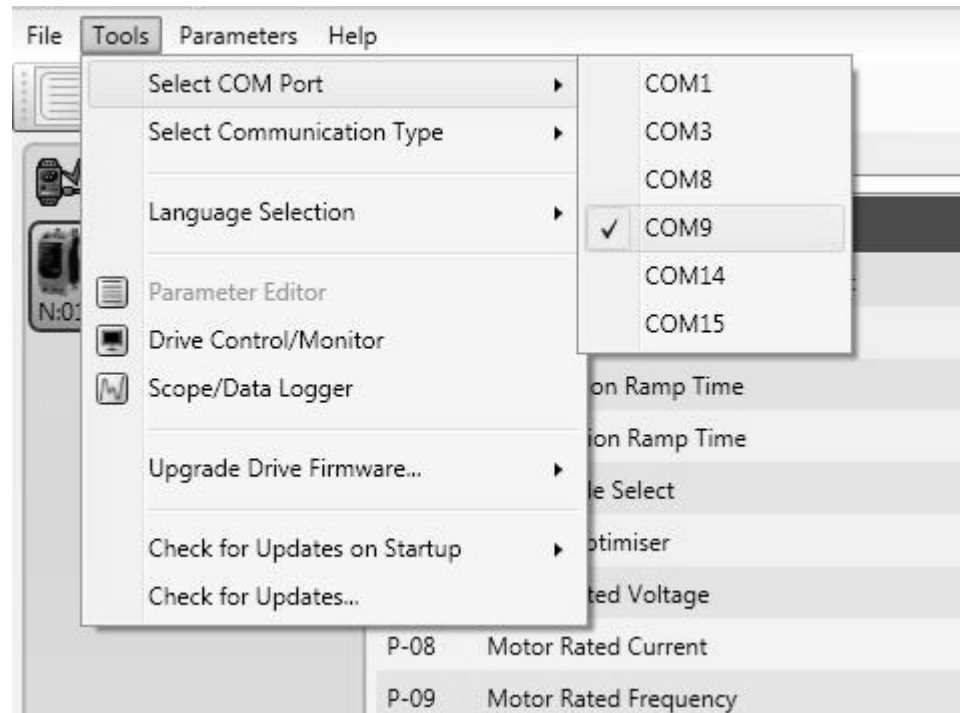 File Tools Parameters Help
Select COM Port
Select Communication Type
Language Selection
Parameter Editor
Drive Control/Monitor
Scope/Data Logger
Upgrade Drive Firmware...
Check for Updates on Startup
Check for Updates...
COM1
COM3
COM8
COM9
COM14
COM15
N:01
on Ramp Time
ion Ramp Time
le Select
ptimiser
ted Voltage
P-08 Motor Rated Current
P-09 Motor Rated Frequency